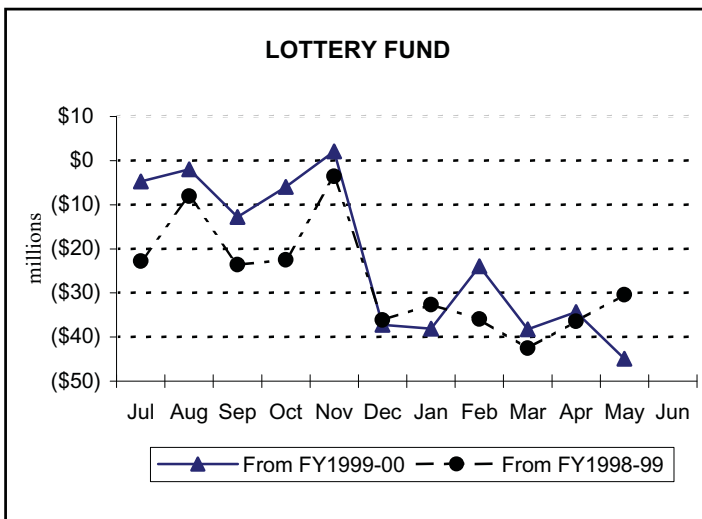 LOTTERY FUND
$10
$0
($10)
($20)
($30)
($40)
($50)
millions
Jul Aug Sep Oct Nov Dec Jan Feb Mar Apr May Jun
From FY1999-00 From FY1998-99